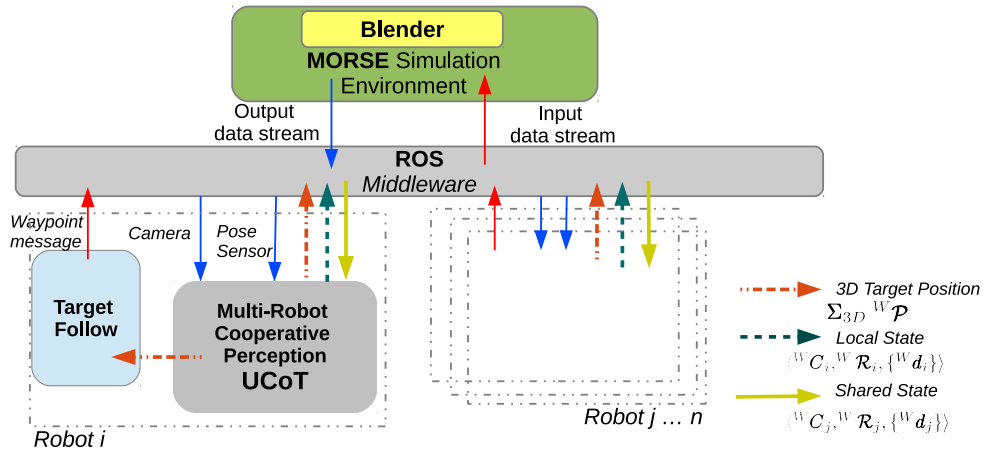 Blender
MORSE Simulation
Environment
Output
data stream
Input
data stream
ROS
Middleware
Waypoint
message
Camera
Pose
Sensor
Target
Follow
Multi-Robot
Cooperative
Perception
UCoT
Robot i
Robot j ... n
3D Target Position
Σ₃D ᵂ𝒫
Local State
⟨ᵂCᵢ,ᵂ ℛᵢ,{ᵂdᵢ}⟩
Shared State
⟨ᵂCⱼ,ᵂ ℛⱼ,{ᵂdⱼ}⟩